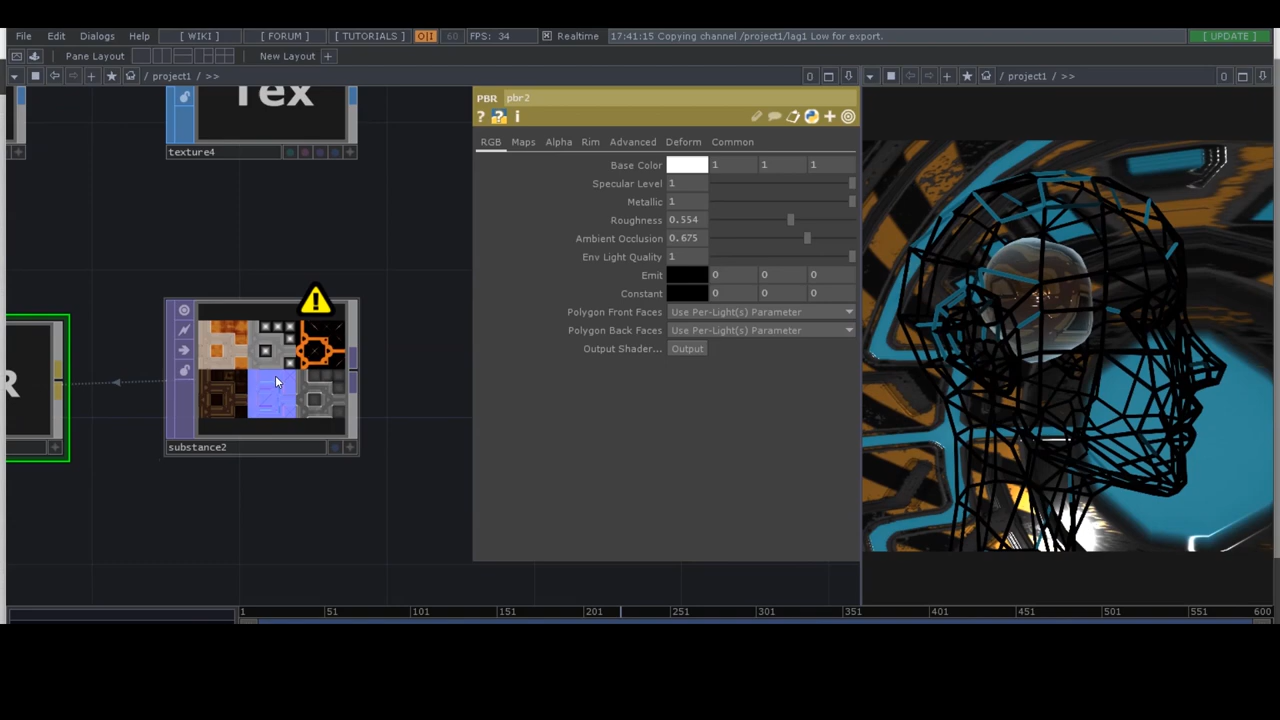 File Edit Dialogs Help [ WIKI ] [ FORUM ] [ TUTORIALS ] O|I 60 FPS: 34 Realtime 17:41:15 Copying channel /project1/lag1 Low for export. [ UPDATE ]
Pane Layout New Layout +
/ project1 / >> 0 / project1 / >> 0
Tex
texture4
PBR pbr2
? ? i
RGB Maps Alpha Rim Advanced Deform Common
Base Color 1 1 1
Specular Level 1
Metallic 1
Roughness 0.554
Ambient Occlusion 0.675
Env Light Quality 1
Emit 0 0 0
Constant 0 0 0
Polygon Front Faces Use Per-Light(s) Parameter
Polygon Back Faces Use Per-Light(s) Parameter
Output Shader... Output
R
substance2
1 51 101 151 201 251 301 351 401 451 501 551 600